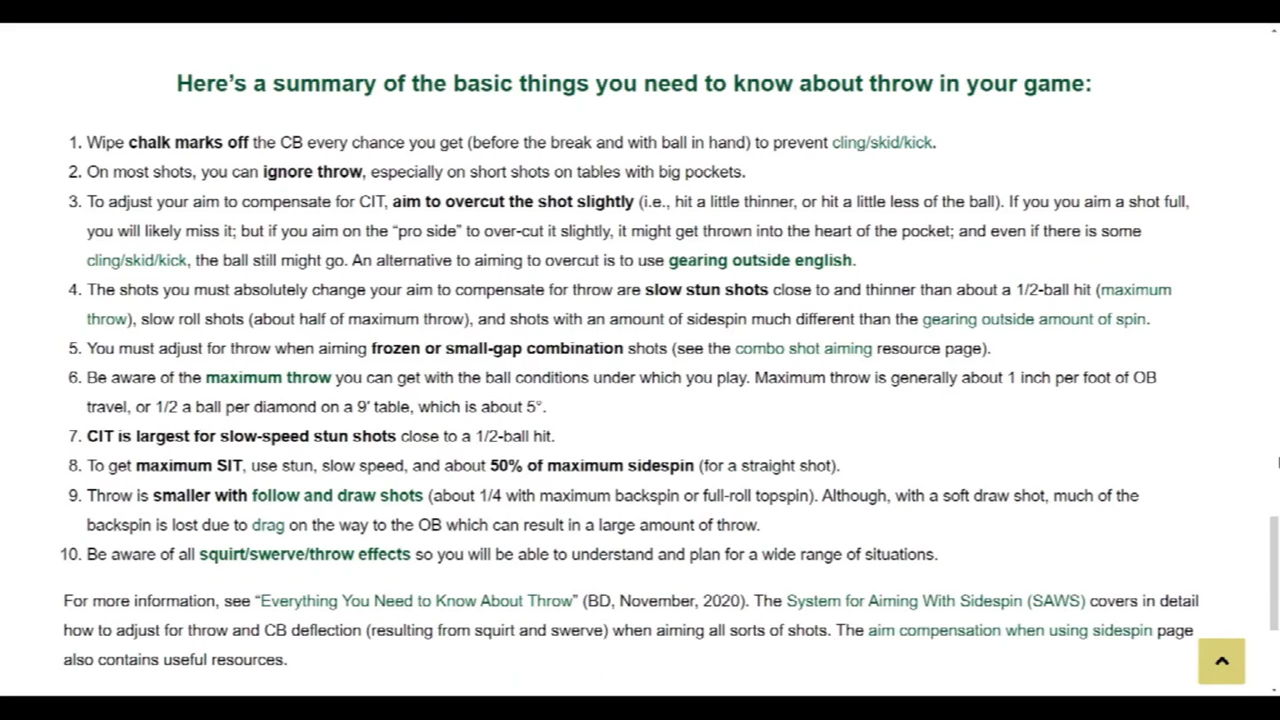 Here’s a summary of the basic things you need to know about throw in your game:
1. Wipe chalk marks off the CB every chance you get (before the break and with ball in hand) to prevent cling/skid/kick.
2. On most shots, you can ignore throw, especially on short shots on tables with big pockets.
3. To adjust your aim to compensate for CIT, aim to overcut the shot slightly (i.e., hit a little thinner, or hit a little less of the ball). If you you aim a shot full,
you will likely miss it; but if you aim on the “pro side” to over-cut it slightly, it might get thrown into the heart of the pocket; and even if there is some
cling/skid/kick, the ball still might go. An alternative to aiming to overcut is to use gearing outside english.
4. The shots you must absolutely change your aim to compensate for throw are slow stun shots close to and thinner than about a 1/2-ball hit (maximum
throw), slow roll shots (about half of maximum throw), and shots with an amount of sidespin much different than the gearing outside amount of spin.
5. You must adjust for throw when aiming frozen or small-gap combination shots (see the combo shot aiming resource page).
6. Be aware of the maximum throw you can get with the ball conditions under which you play. Maximum throw is generally about 1 inch per foot of OB
travel, or 1/2 a ball per diamond on a 9′ table, which is about 5°.
7. CIT is largest for slow-speed stun shots close to a 1/2-ball hit.
8. To get maximum SIT, use stun, slow speed, and about 50% of maximum sidespin (for a straight shot).
9. Throw is smaller with follow and draw shots (about 1/4 with maximum backspin or full-roll topspin). Although, with a soft draw shot, much of the
backspin is lost due to drag on the way to the OB which can result in a large amount of throw.
10. Be aware of all squirt/swerve/throw effects so you will be able to understand and plan for a wide range of situations.
For more information, see “Everything You Need to Know About Throw” (BD, November, 2020). The System for Aiming With Sidespin (SAWS) covers in detail
how to adjust for throw and CB deflection (resulting from squirt and swerve) when aiming all sorts of shots. The aim compensation when using sidespin page
also contains useful resources.